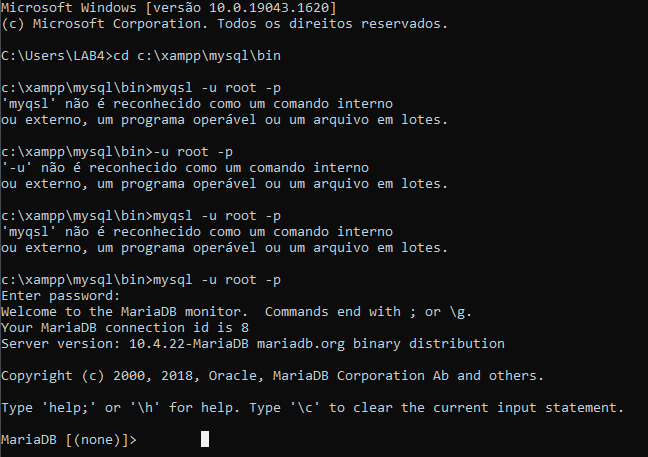 Microsoft Windows [versão 10.0.19043.1620]
(c) Microsoft Corporation. Todos os direitos reservados.
C:\Users\LAB4>cd c:\xampp\mysql\bin
c:\xampp\mysql\bin>myqsl -u root -p
'myqsl' não é reconhecido como um comando interno
ou externo, um programa operável ou um arquivo em lotes.
c:\xampp\mysql\bin>-u root -p
'-u' não é reconhecido como um comando interno
ou externo, um programa operável ou um arquivo em lotes.
c:\xampp\mysql\bin>myqsl -u root -p
'myqsl' não é reconhecido como um comando interno
ou externo, um programa operável ou um arquivo em lotes.
c:\xampp\mysql\bin>mysql -u root -p
Enter password:
Welcome to the MariaDB monitor.  Commands end with ; or \g.
Your MariaDB connection id is 8
Server version: 10.4.22-MariaDB mariadb.org binary distribution
Copyright (c) 2000, 2018, Oracle, MariaDB Corporation Ab and others.
Type 'help;' or '\h' for help. Type '\c' to clear the current input statement.
MariaDB [(none)]>